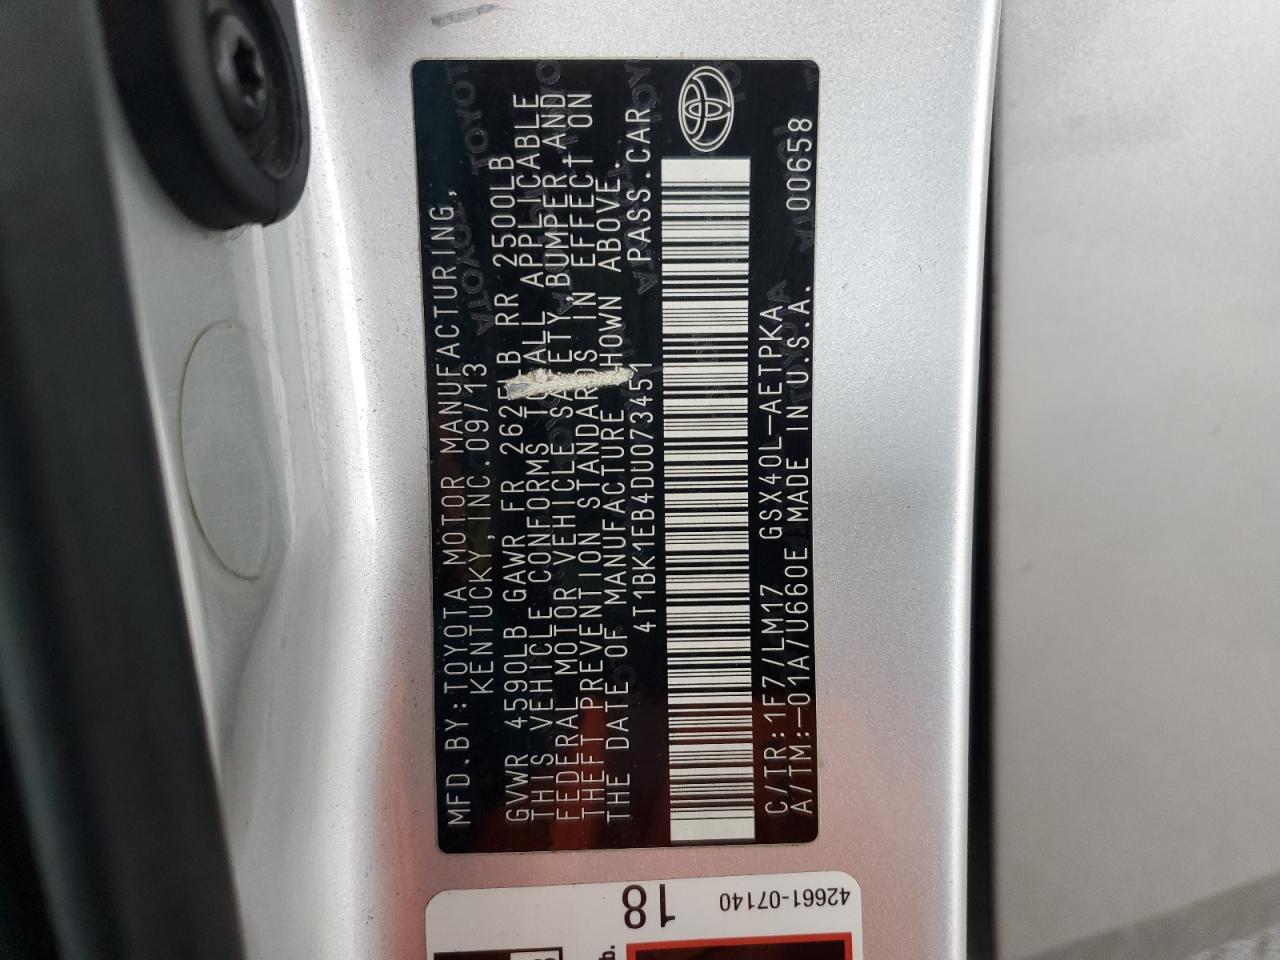 MFD.BY:TOYOTA MOTOR MANUFACTURING,
KENTUCKY,INC.09/13
GVWR 4590LB GAWR FR 2625LB RR 2500LB
THIS VEHICLE CONFORMS TO ALL APPLICABLE
FEDERAL MOTOR VEHICLE SAFETY,BUMPER,AND
THEFT PREVENTION STANDARDS IN EFFECT ON
THE DATE OF MANUFACTURE SHOWN ABOVE.
4T1BK1EB4DU073451 PASS.CAR
C/TR:1F7/LM17 GSX40L-AETPKA
A/TM:-01A/U660E MADE IN U.S.A. 00658
42661-07140
18